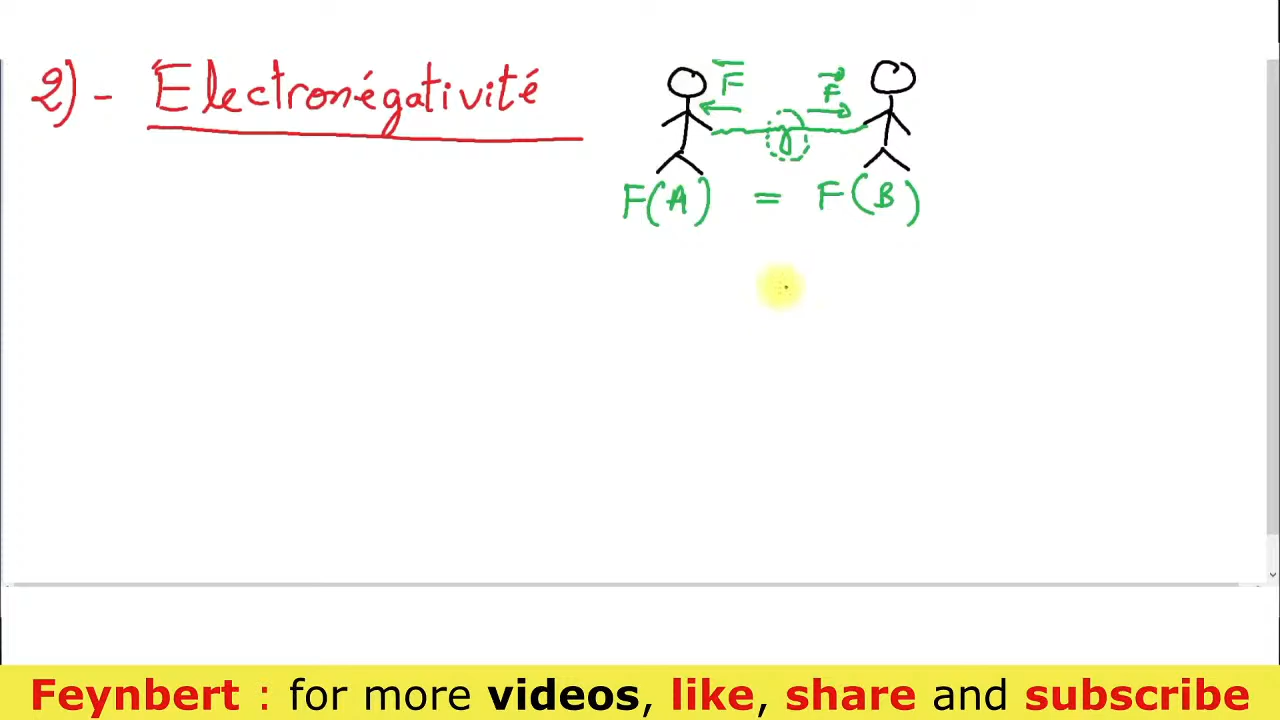 2)- Electronégativité
F F
F(A) = F(B)
Feynbert : for more videos, like, share and subscribe